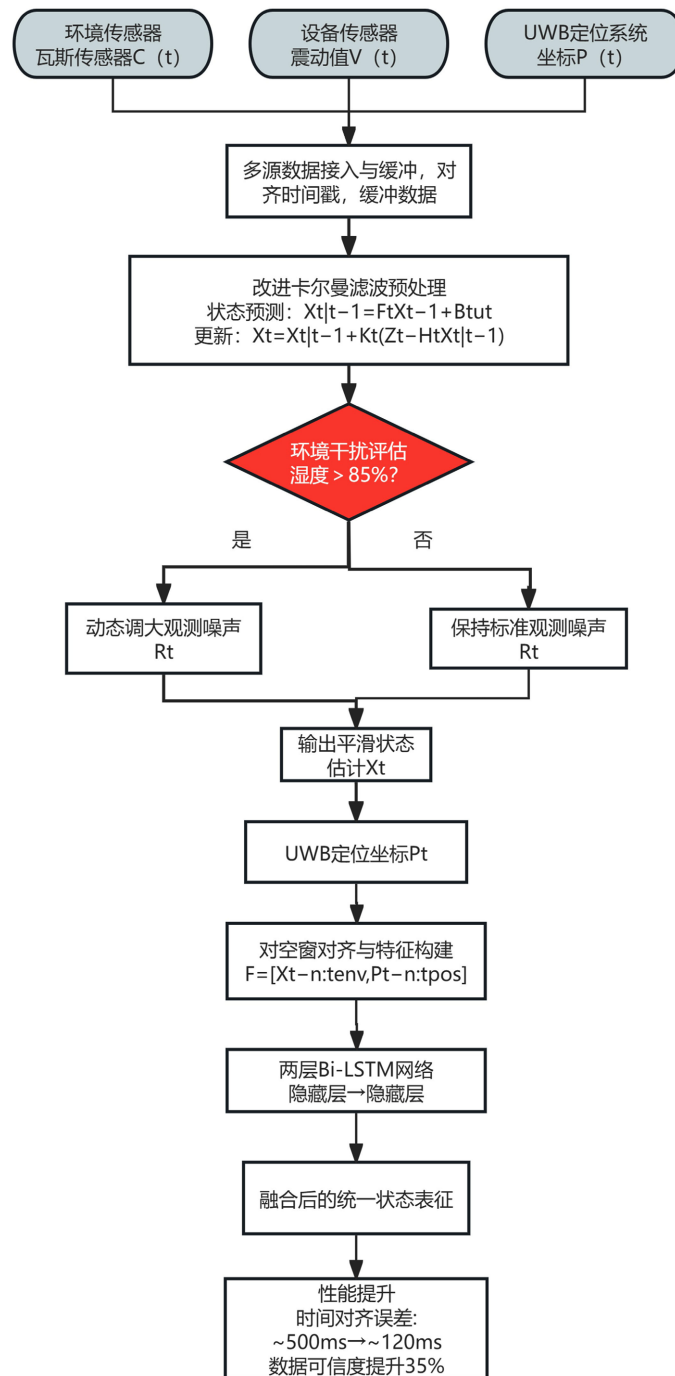 环境传感器
瓦斯传感器C（t）
设备传感器
震动值V（t）
UWB定位系统
坐标P（t）
多源数据接入与缓冲，对
齐时间戳，缓冲数据
改进卡尔曼滤波预处理
状态预测：Xt|t−1=FtXt−1+Btut
更新：Xt=Xt|t−1+Kt(Zt−HtXt|t−1)
环境干扰评估
湿度＞85%?
是
否
动态调大观测噪声
Rt
保持标准观测噪声
Rt
输出平滑状态
估计Xt
UWB定位坐标Pt
对空窗对齐与特征构建
F=[Xt−n:tenv,Pt−n:tpos]
两层Bi-LSTM网络
隐藏层→隐藏层
融合后的统一状态表征
性能提升
时间对齐误差:
~500ms→~120ms
数据可信度提升35%